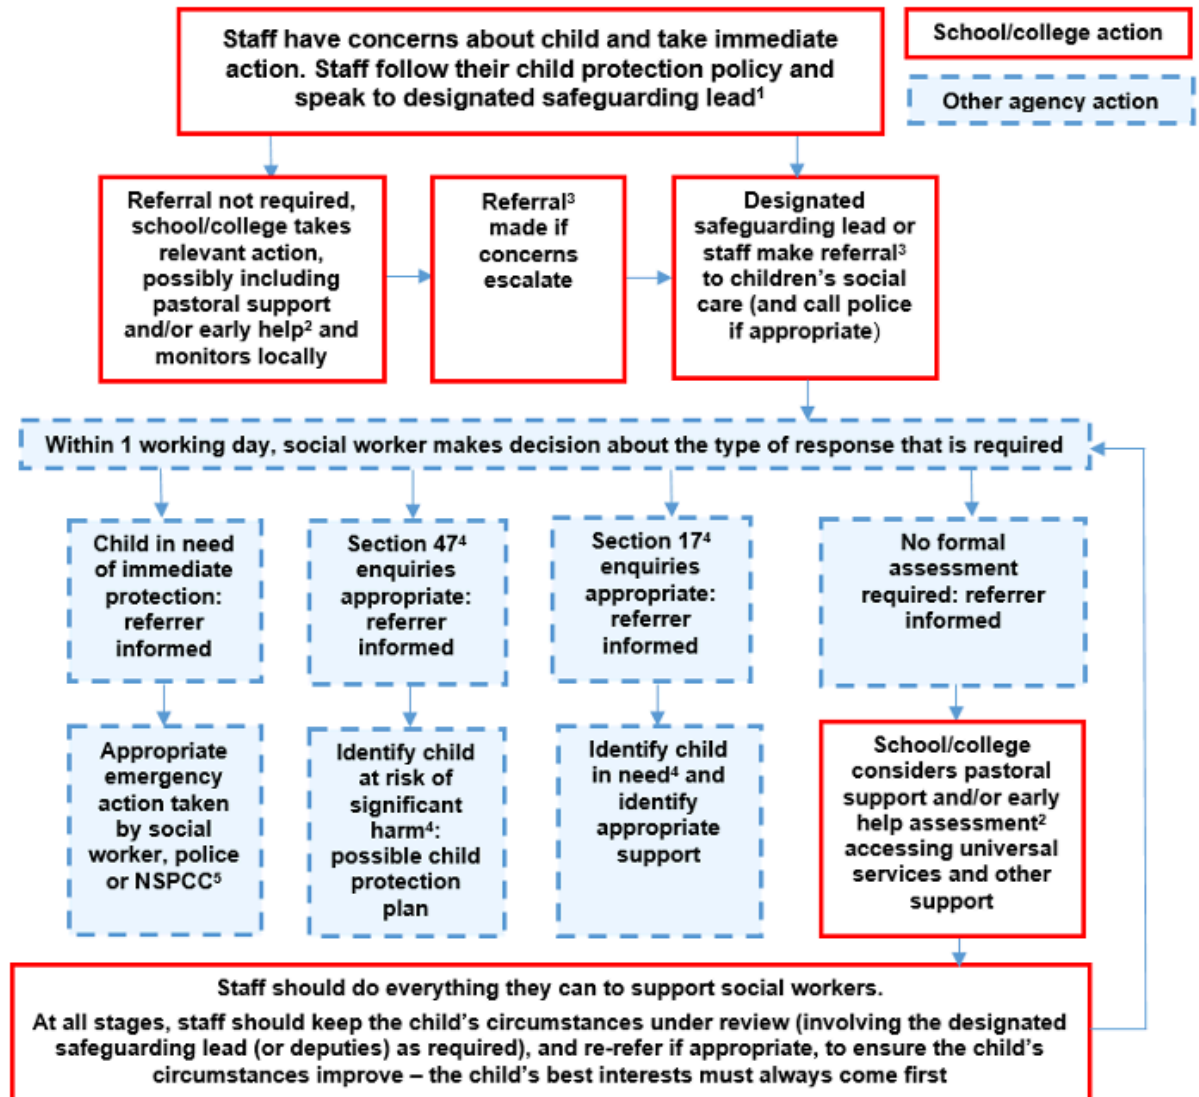 Staff have concerns about child and take immediate
action. Staff follow their child protection policy and
speak to designated safeguarding lead¹
School/college action
Other agency action
Referral not required,
school/college takes
relevant action,
possibly including
pastoral support
and/or early help² and
monitors locally
Referral³
made if
concerns
escalate
Designated
safeguarding lead or
staff make referral³
to children’s social
care (and call police
if appropriate)
Within 1 working day, social worker makes decision about the type of response that is required
Child in need
of immediate
protection:
referrer
informed
Section 47⁴
enquiries
appropriate:
referrer
informed
Section 17⁴
enquiries
appropriate:
referrer
informed
No formal
assessment
required: referrer
informed
Appropriate
emergency
action taken
by social
worker, police
or NSPCC⁵
Identify child
at risk of
significant
harm⁴:
possible child
protection
plan
Identify child
in need⁴ and
identify
appropriate
support
School/college
considers pastoral
support and/or early
help assessment²
accessing universal
services and other
support
Staff should do everything they can to support social workers.
At all stages, staff should keep the child’s circumstances under review (involving the designated
safeguarding lead (or deputies) as required), and re-refer if appropriate, to ensure the child’s
circumstances improve – the child’s best interests must always come first